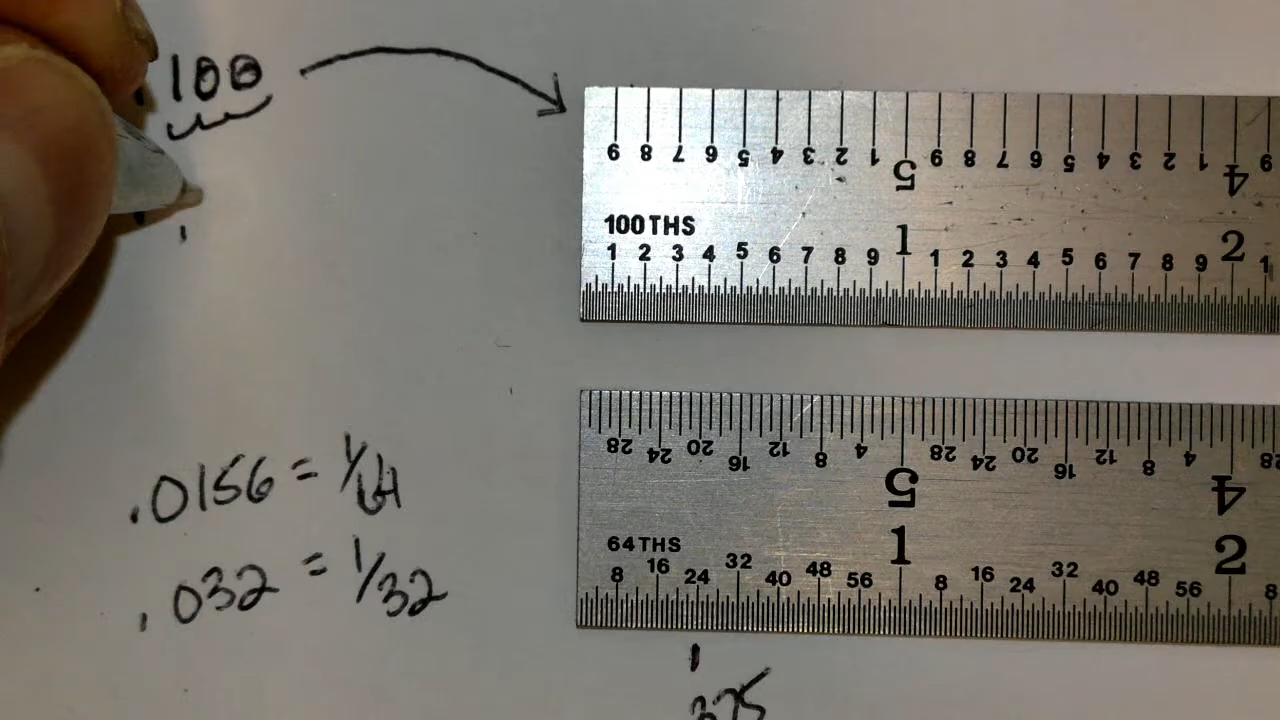 .100
9 8 7 6 5 4 3 2 1 5 9 8 7 6 5 4 3 2 1 4 9
100THS
1 2 3 4 5 6 7 8 9 1 1 2 3 4 5 6 7 8 9 2 1
28 24 20 16 12 8 4 5 28 24 20 16 12 8 4 4 28
64THS
8 16 24 32 40 48 56 1 8 16 24 32 40 48 56 2 8
.0156 = 1/64
.032 = 1/32
375